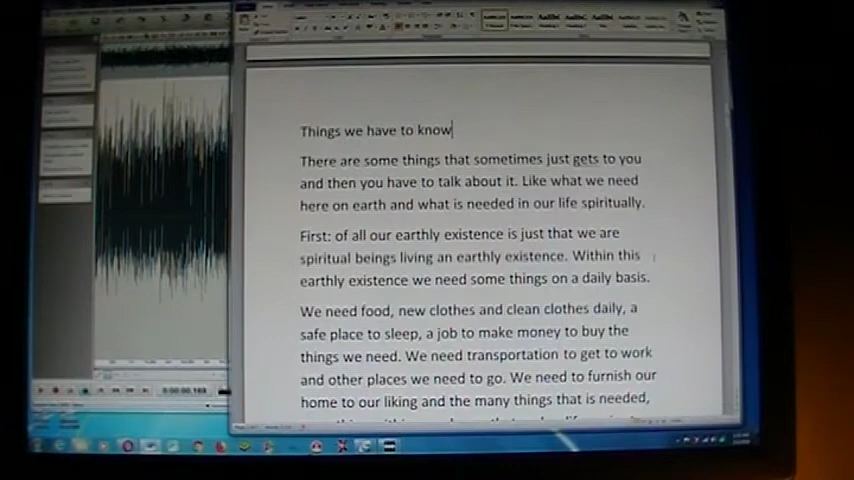 Things we have to know
There are some things that sometimes just gets to you
and then you have to talk about it. Like what we need
here on earth and what is needed in our life spiritually.
First: of all our earthly existence is just that we are
spiritual beings living an earthly existence. Within this
earthly existence we need some things on a daily basis.
We need food, new clothes and clean clothes daily, a
safe place to sleep, a job to make money to buy the
things we need. We need transportation to get to work
and other places we need to go. We need to furnish our
home to our liking and the many things that is needed,